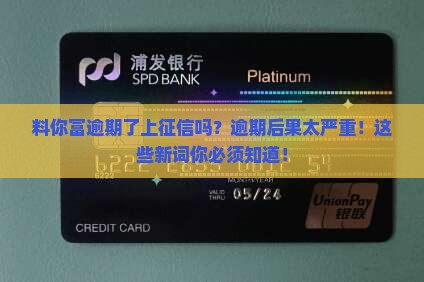 浦发银行
SPD BANK
Platinum
料你富逾期了上征信吗？逾期后果太严重！这
些新词你必须知道！
MONTH/YEAR
VALID
THRU
05/24
CREDIT CARD
UnionPay
银联